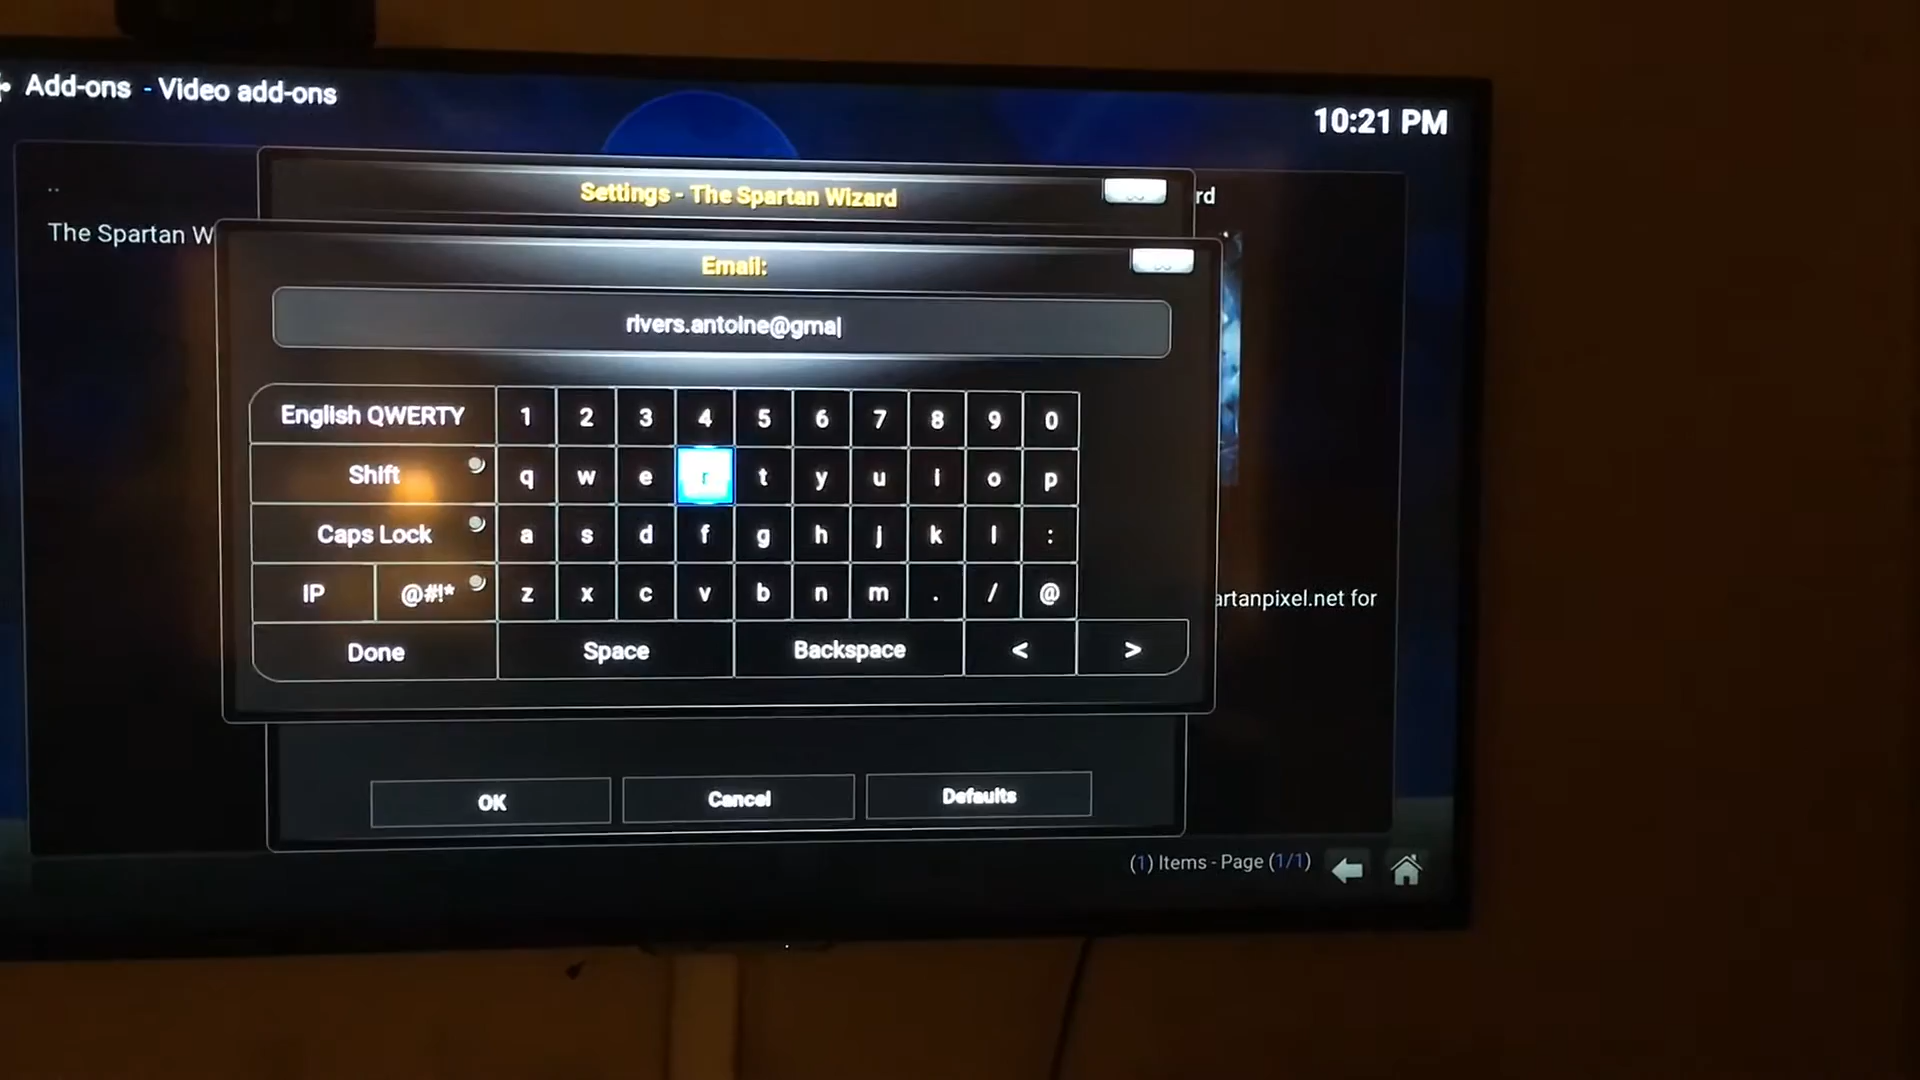 Add-ons - Video add-ons
10:21 PM
..
Settings - The Spartan Wizard
rd
The Spartan W
Email:
rivers.antoine@gma|
English QWERTY 1 2 3 4 5 6 7 8 9 0
Shift q w e r t y u i o p
Caps Lock a s d f g h j k l :
IP @#!* z x c v b n m . / @
artanpixel.net for
Done Space Backspace < >
OK Cancel Defaults
(1) Items - Page (1/1)